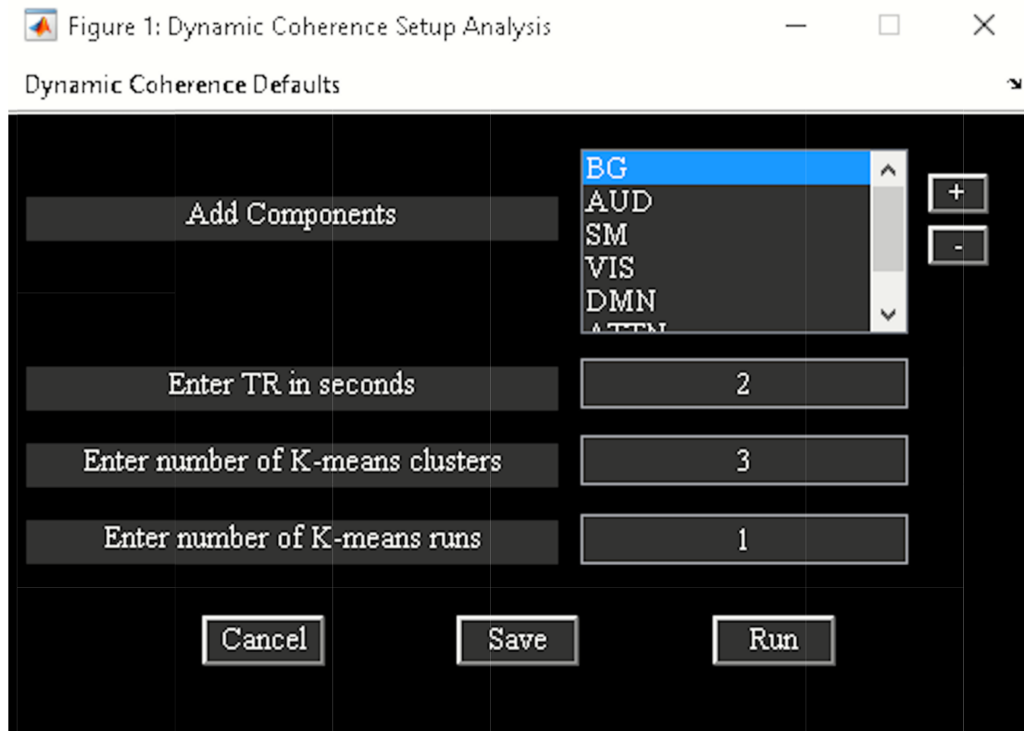 Figure 1: Dynamic Coherence Setup Analysis
Dynamic Coherence Defaults
Add Components
BG
AUD
SM
VIS
DMN
ATTN
+
-
Enter TR in seconds
2
Enter number of K-means clusters
3
Enter number of K-means runs
1
Cancel
Save
Run